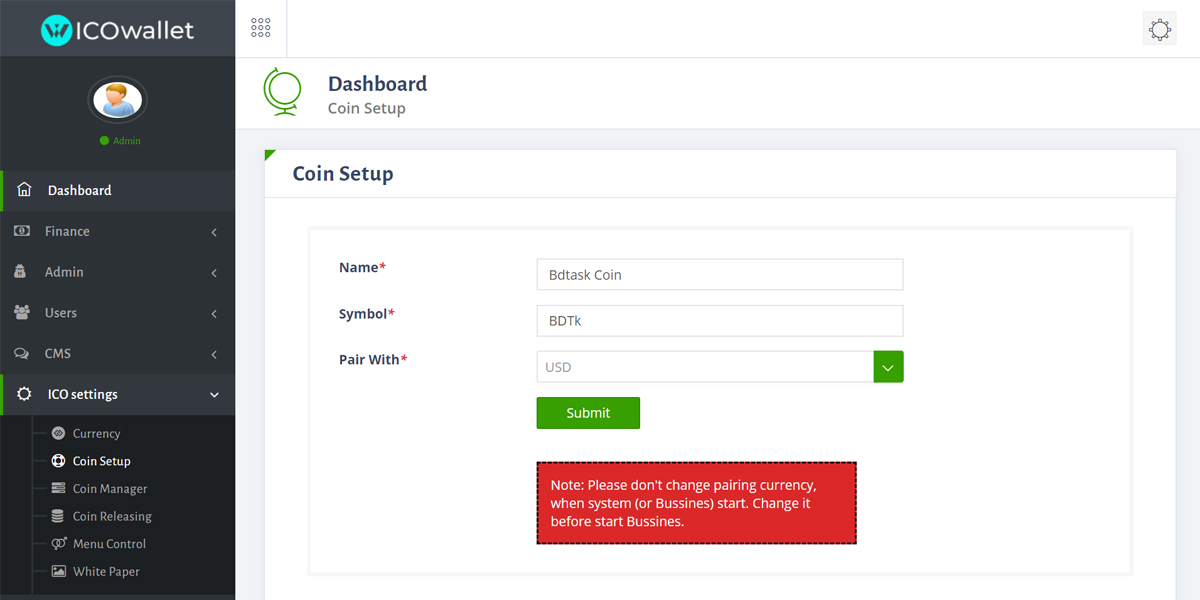 ICOwallet
Admin
Dashboard
Finance
Admin
Users
CMS
ICO settings
Currency
Coin Setup
Coin Manager
Coin Releasing
Menu Control
White Paper
Dashboard
Coin Setup
Coin Setup
Name*
Bdtask Coin
Symbol*
BDTk
Pair With*
USD
Submit
Note: Please don't change pairing currency,
when system (or Bussines) start. Change it
before start Bussines.